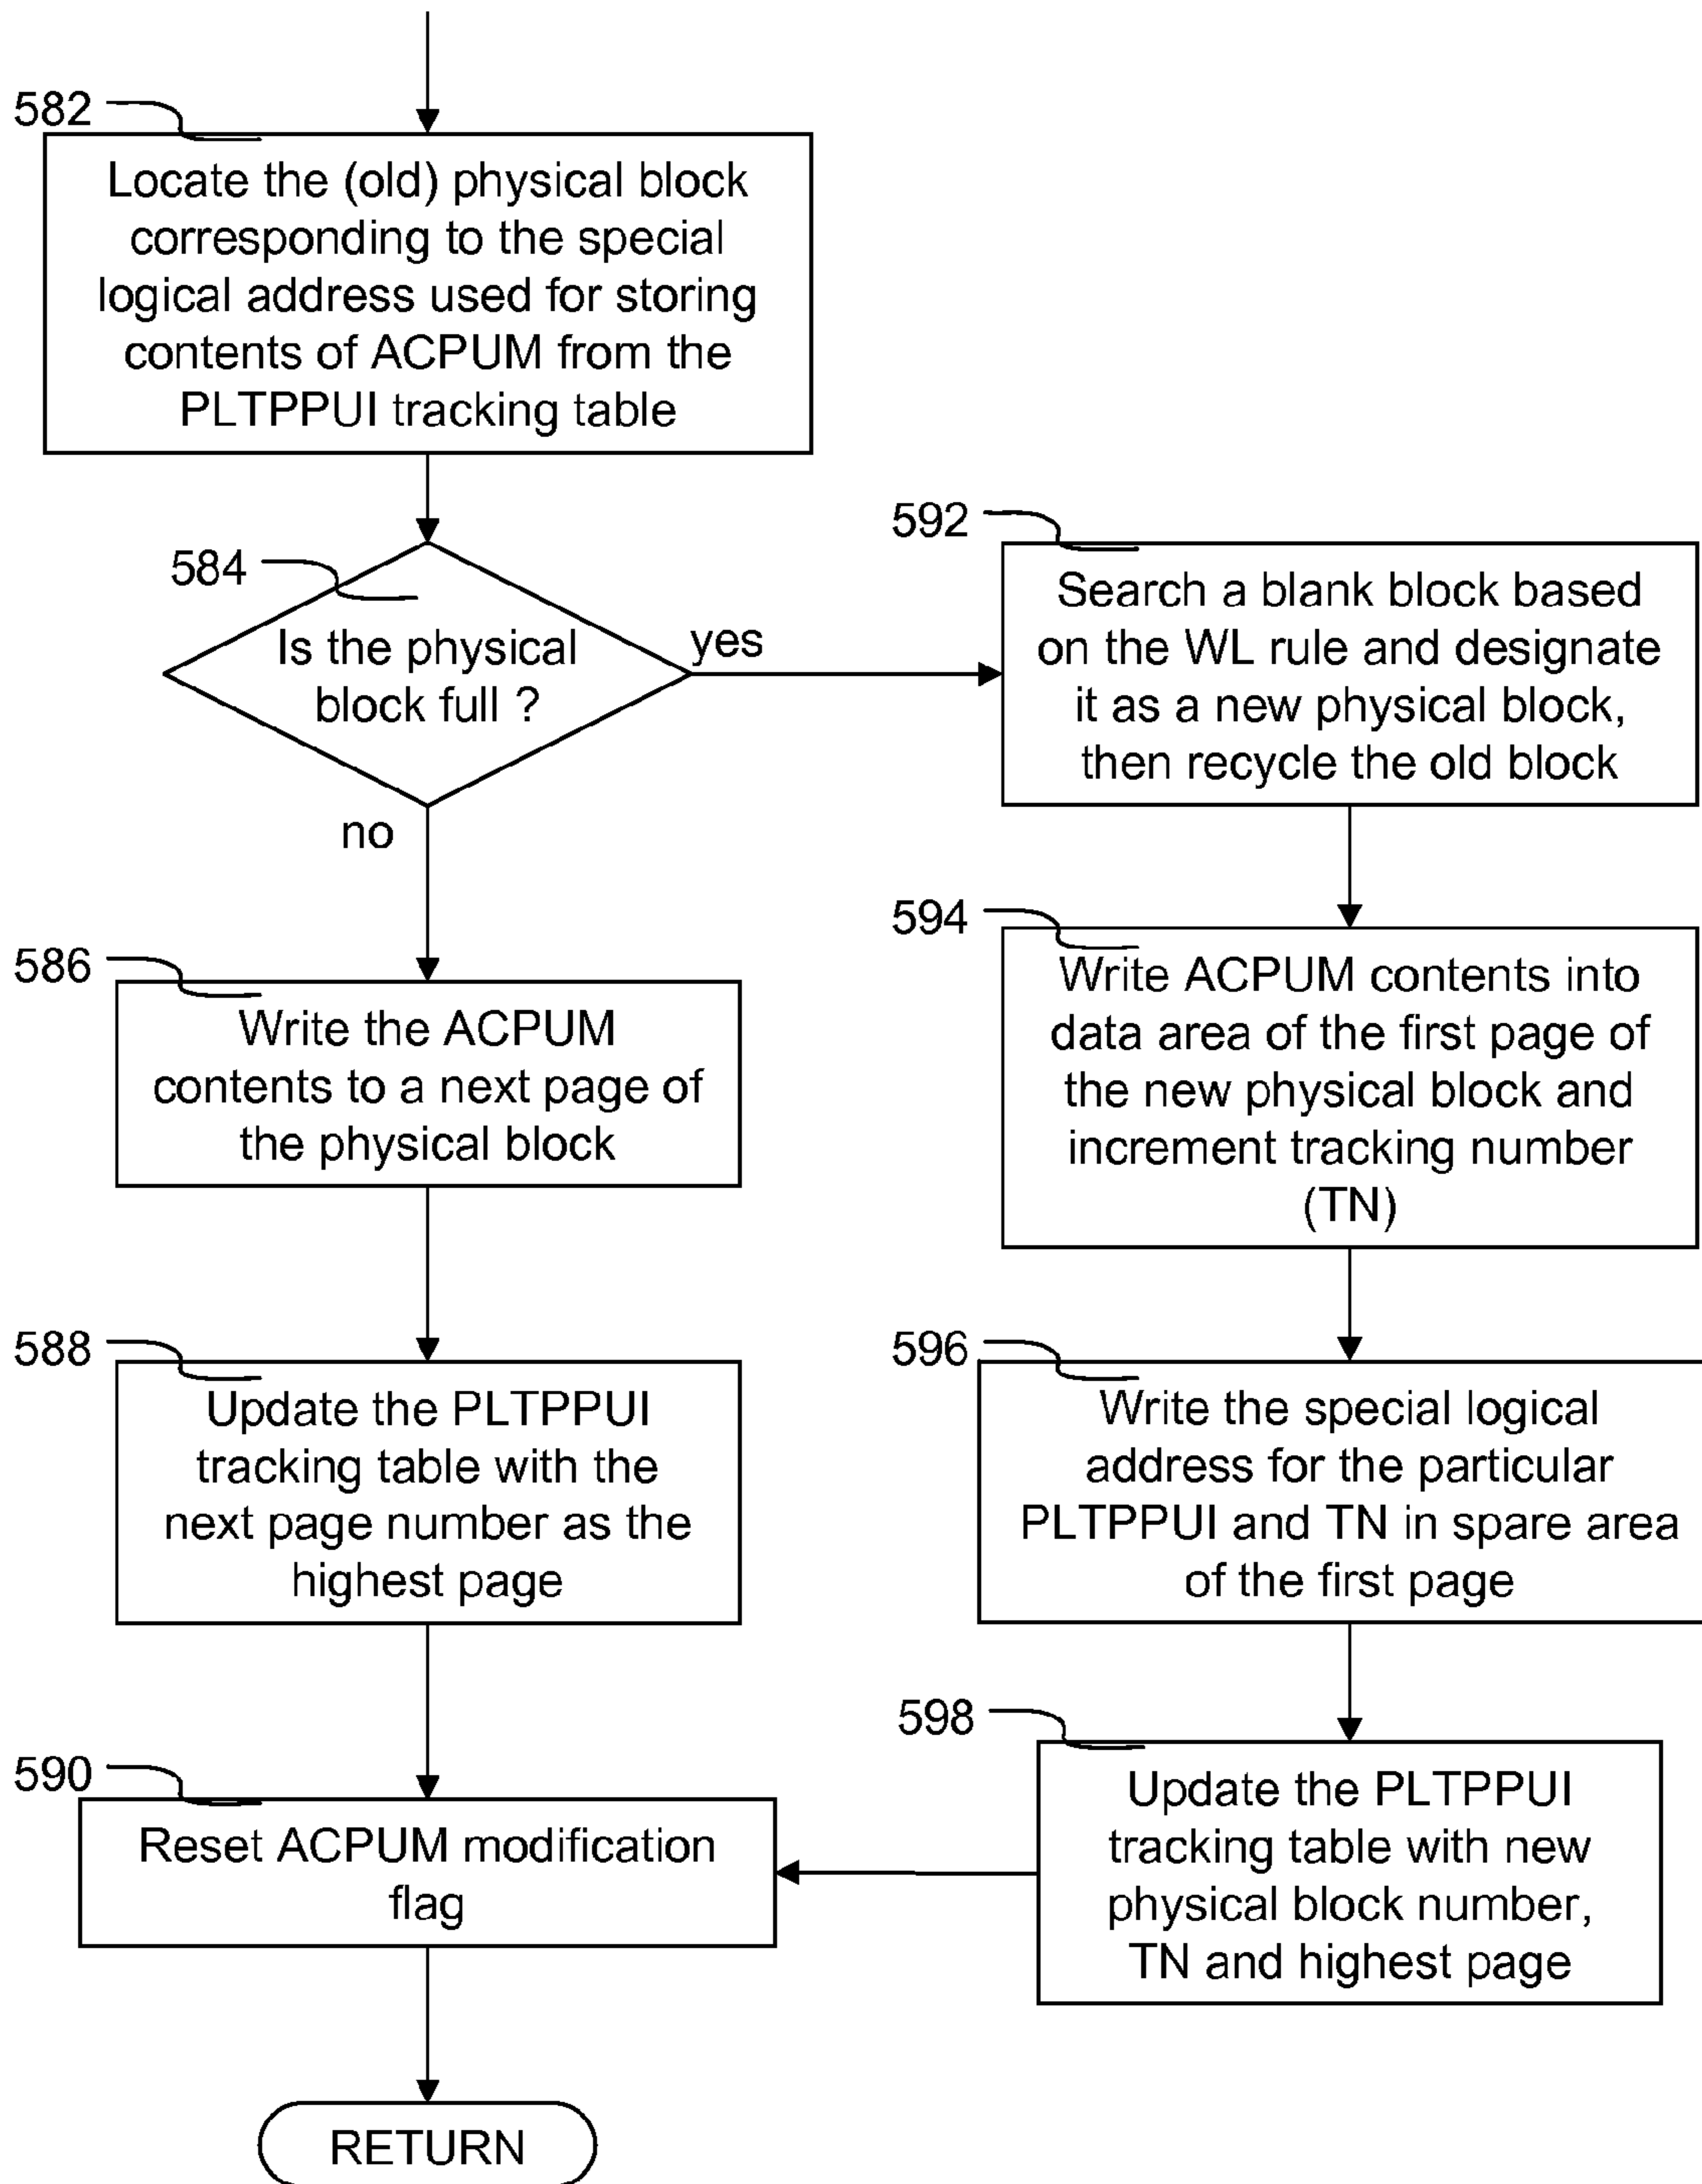 582
Locate the (old) physical block
corresponding to the special
logical address used for storing
contents of ACPUM from the
PLTPPUI tracking table
584
Is the physical
block full ?
yes
no
592
Search a blank block based
on the WL rule and designate
it as a new physical block,
then recycle the old block
586
Write the ACPUM
contents to a next page of
the physical block
594
Write ACPUM contents into
data area of the first page of
the new physical block and
increment tracking number
(TN)
588
Update the PLTPPUI
tracking table with the
next page number as the
highest page
596
Write the special logical
address for the particular
PLTPPUI and TN in spare area
of the first page
590
Reset ACPUM modification
flag
598
Update the PLTPPUI
tracking table with new
physical block number,
TN and highest page
RETURN